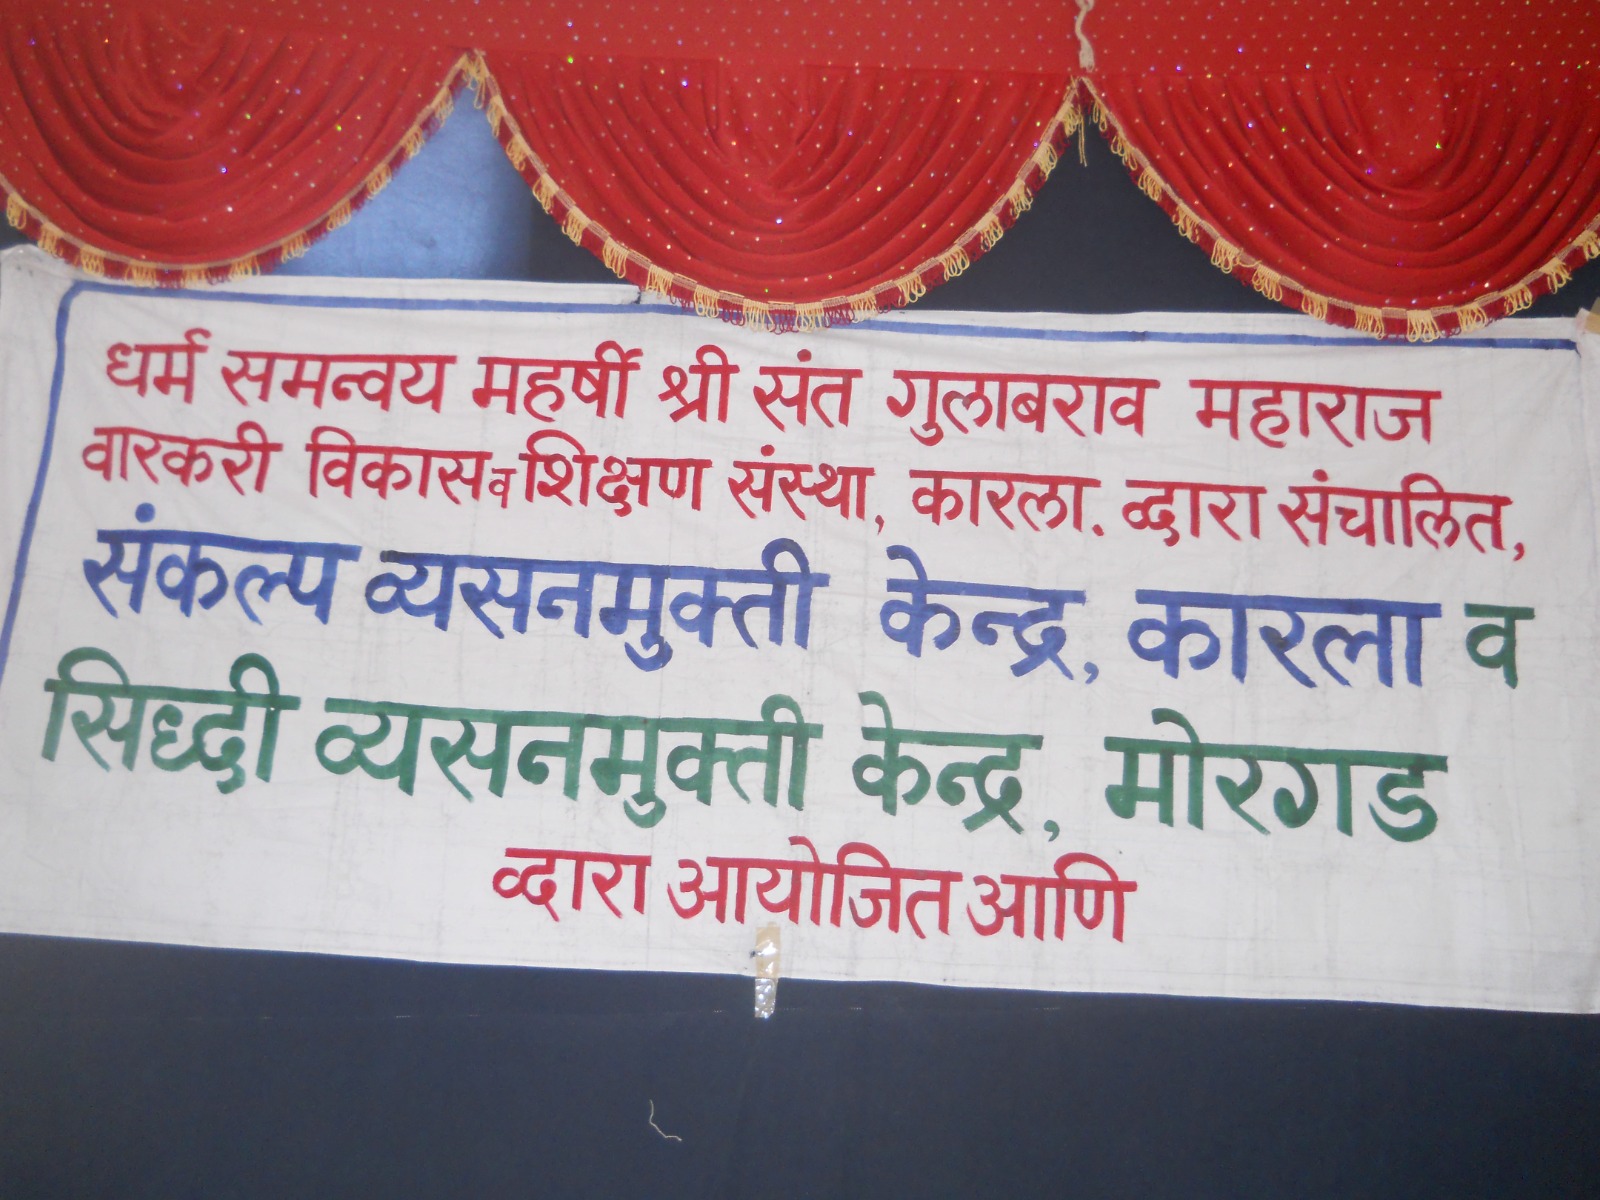 धर्म समन्वय महर्षी श्री संत गुलाबराव महाराज
वारकरी विकास व शिक्षण संस्था, कारला. व्दारा संचालित,
संकल्प व्यसनमुक्ती केन्द्र, कारला व
सिध्दी व्यसनमुक्ती केन्द्र, मोरगड
व्दारा आयोजित आणि